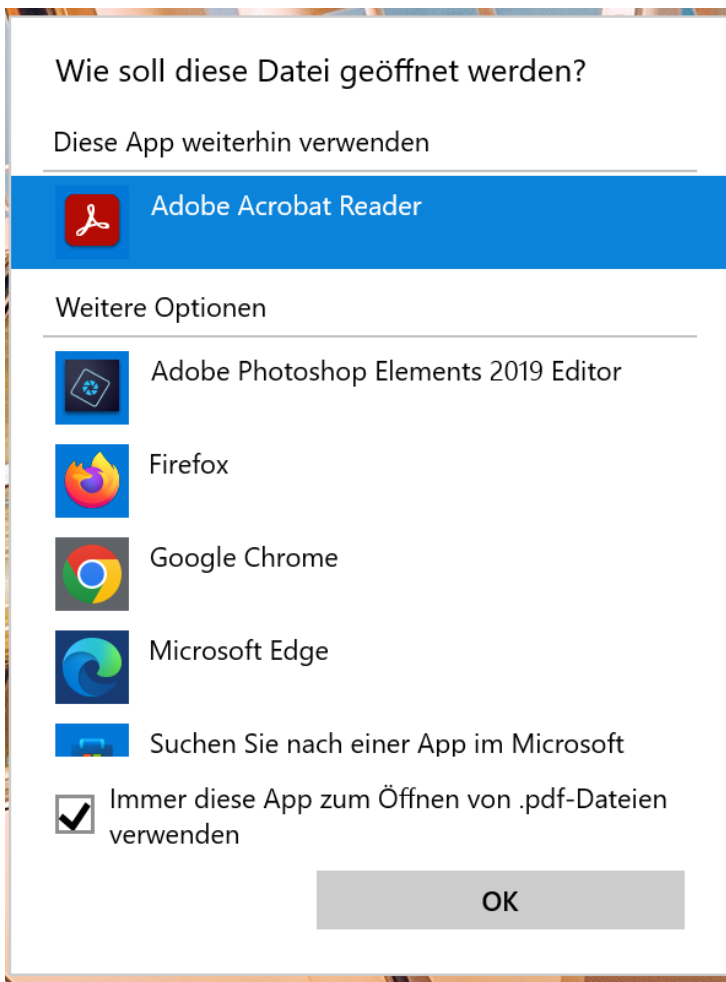 Wie soll diese Datei geöffnet werden?
Diese App weiterhin verwenden
Adobe Acrobat Reader
Weitere Optionen
Adobe Photoshop Elements 2019 Editor
Firefox
Google Chrome
Microsoft Edge
Suchen Sie nach einer App im Microsoft
Immer diese App zum Öffnen von .pdf-Dateien
verwenden
OK